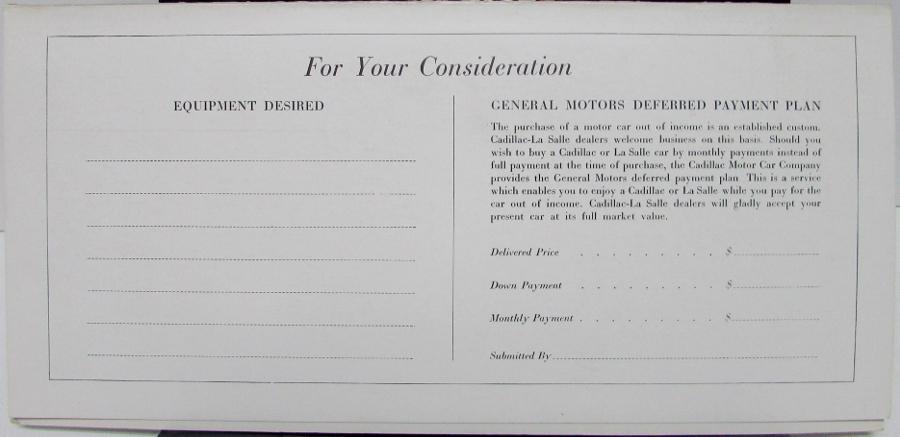 For Your Consideration
EQUIPMENT DESIRED
GENERAL MOTORS DEFERRED PAYMENT PLAN
The purchase of a motor car out of income is an established custom.
Cadillac-La Salle dealers welcome business on this basis. Should you
wish to buy a Cadillac or La Salle car by monthly payments instead of
full payment at the time of purchase, the Cadillac Motor Car Company
provides the General Motors deferred payment plan. This is a service
which enables you to enjoy a Cadillac or La Salle while you pay for the
car out of income. Cadillac-La Salle dealers will gladly accept your
present car at its full market value.
Delivered Price . . . . . . . . . $
Down Payment . . . . . . . . . $
Monthly Payment . . . . . . . . . $
Submitted By